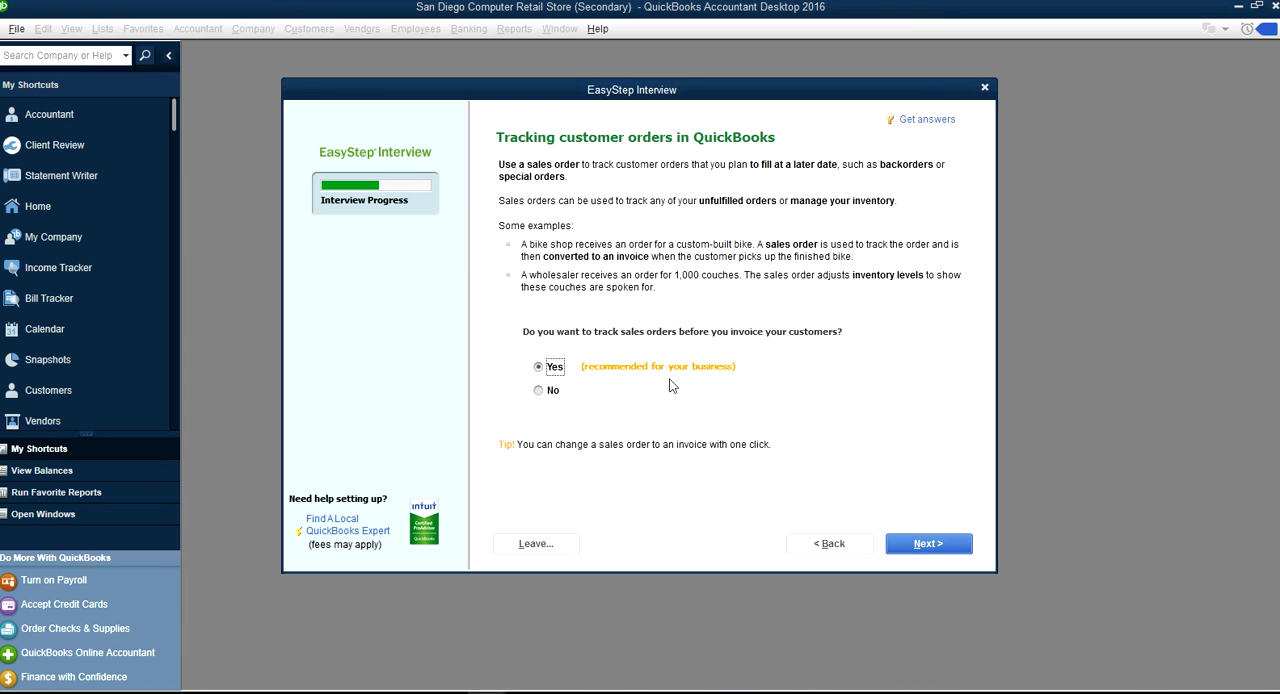 San Diego Computer Retail Store (Secondary) - QuickBooks Accountant Desktop 2016
File Edit View Lists Favorites Accountant Company Customers Vendors Employees Banking Reports Window Help
Search Company or Help
My Shortcuts
Accountant
Client Review
Statement Writer
Home
My Company
Income Tracker
Bill Tracker
Calendar
Snapshots
Customers
Vendors
My Shortcuts
View Balances
Run Favorite Reports
Open Windows
Do More With QuickBooks
Turn on Payroll
Accept Credit Cards
Order Checks & Supplies
QuickBooks Online Accountant
Finance with Confidence
EasyStep Interview
EasyStep Interview
Interview Progress
Need help setting up?
Find A Local
QuickBooks Expert
(fees may apply)
intuit
Certified
ProAdvisor
QuickBooks
Get answers
Tracking customer orders in QuickBooks
Use a sales order to track customer orders that you plan to fill at a later date, such as backorders or
special orders.
Sales orders can be used to track any of your unfulfilled orders or manage your inventory.
Some examples:
A bike shop receives an order for a custom-built bike. A sales order is used to track the order and is
then converted to an invoice when the customer picks up the finished bike.
A wholesaler receives an order for 1,000 couches. The sales order adjusts inventory levels to show
these couches are spoken for.
Do you want to track sales orders before you invoice your customers?
Yes (recommended for your business)
No
Tip! You can change a sales order to an invoice with one click.
Leave...
< Back
Next >